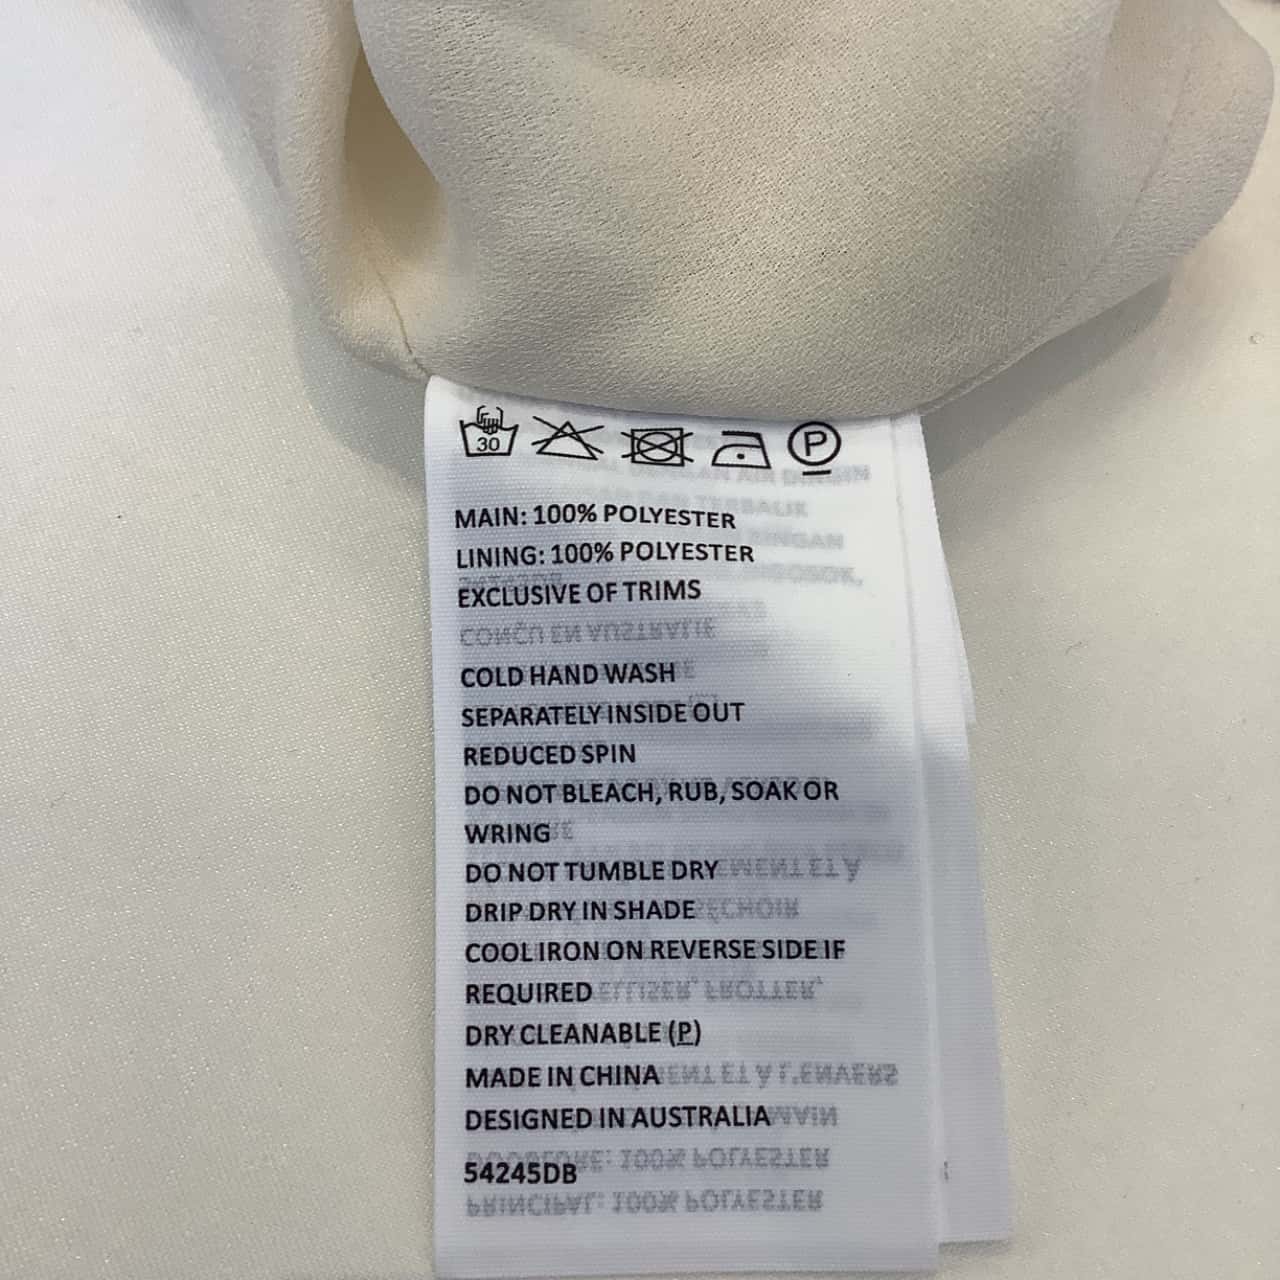 30
P
MAIN: 100% POLYESTER
LINING: 100% POLYESTER
EXCLUSIVE OF TRIMS
COLD HAND WASH
SEPARATELY INSIDE OUT
REDUCED SPIN
DO NOT BLEACH, RUB, SOAK OR
WRING
DO NOT TUMBLE DRY
DRIP DRY IN SHADE
COOL IRON ON REVERSE SIDE IF
REQUIRED
DRY CLEANABLE (P)
MADE IN CHINA
DESIGNED IN AUSTRALIA
54245DB